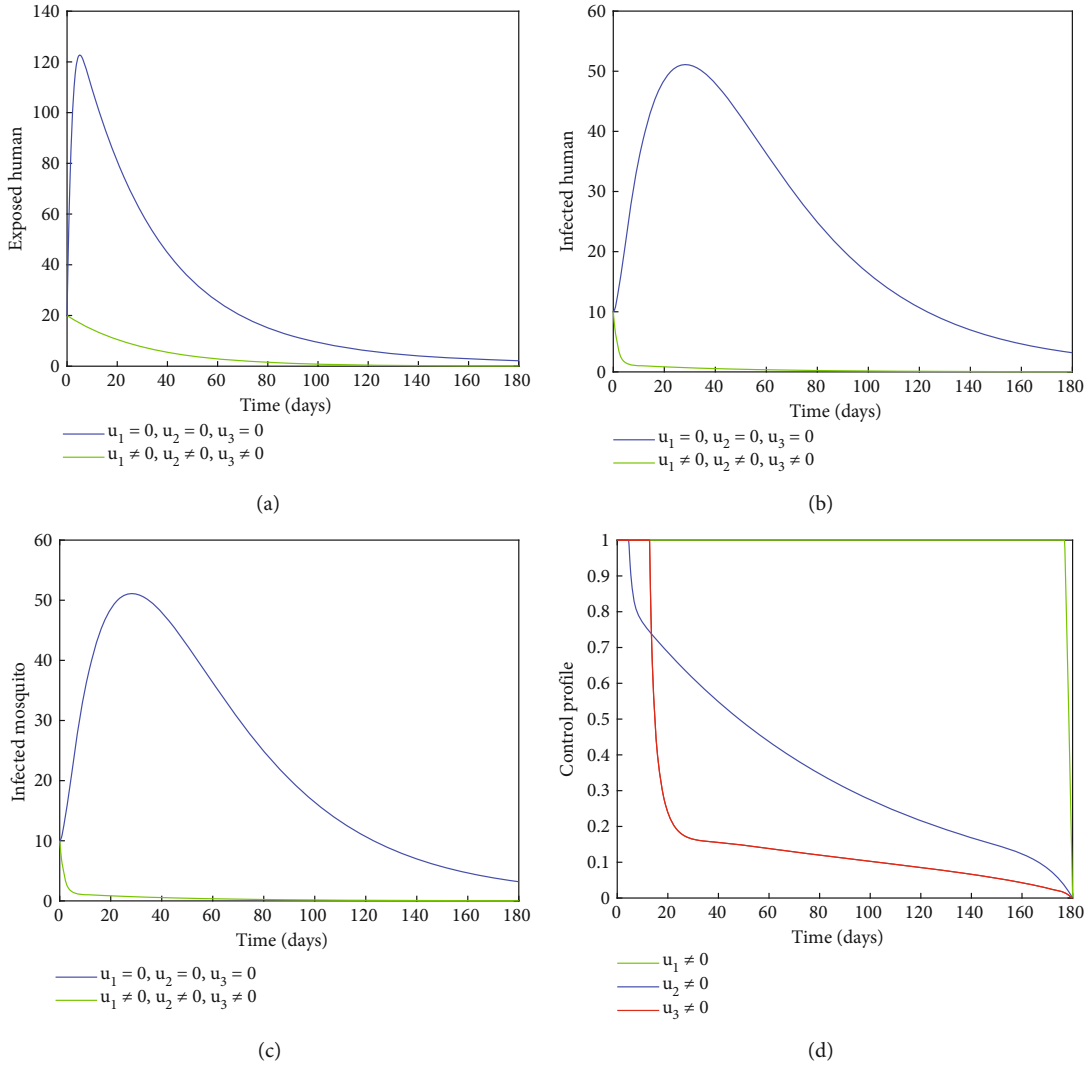 140
120
100
80
60
40
20
0
Exposed human
0 20 40 60 80 100 120 140 160 180
Time (days)
u₁ = 0, u₂ = 0, u₃ = 0
u₁ ≠ 0, u₂ ≠ 0, u₃ ≠ 0
(a)
60
50
40
30
20
10
0
Infected human
0 20 40 60 80 100 120 140 160 180
Time (days)
u₁ = 0, u₂ = 0, u₃ = 0
u₁ ≠ 0, u₂ ≠ 0, u₃ ≠ 0
(b)
60
50
40
30
20
10
0
Infected mosquito
0 20 40 60 80 100 120 140 160 180
Time (days)
u₁ = 0, u₂ = 0, u₃ = 0
u₁ ≠ 0, u₂ ≠ 0, u₃ ≠ 0
(c)
1
0.9
0.8
0.7
0.6
0.5
0.4
0.3
0.2
0.1
0
Control profile
0 20 40 60 80 100 120 140 160 180
Time (days)
u₁ ≠ 0
u₂ ≠ 0
u₃ ≠ 0
(d)